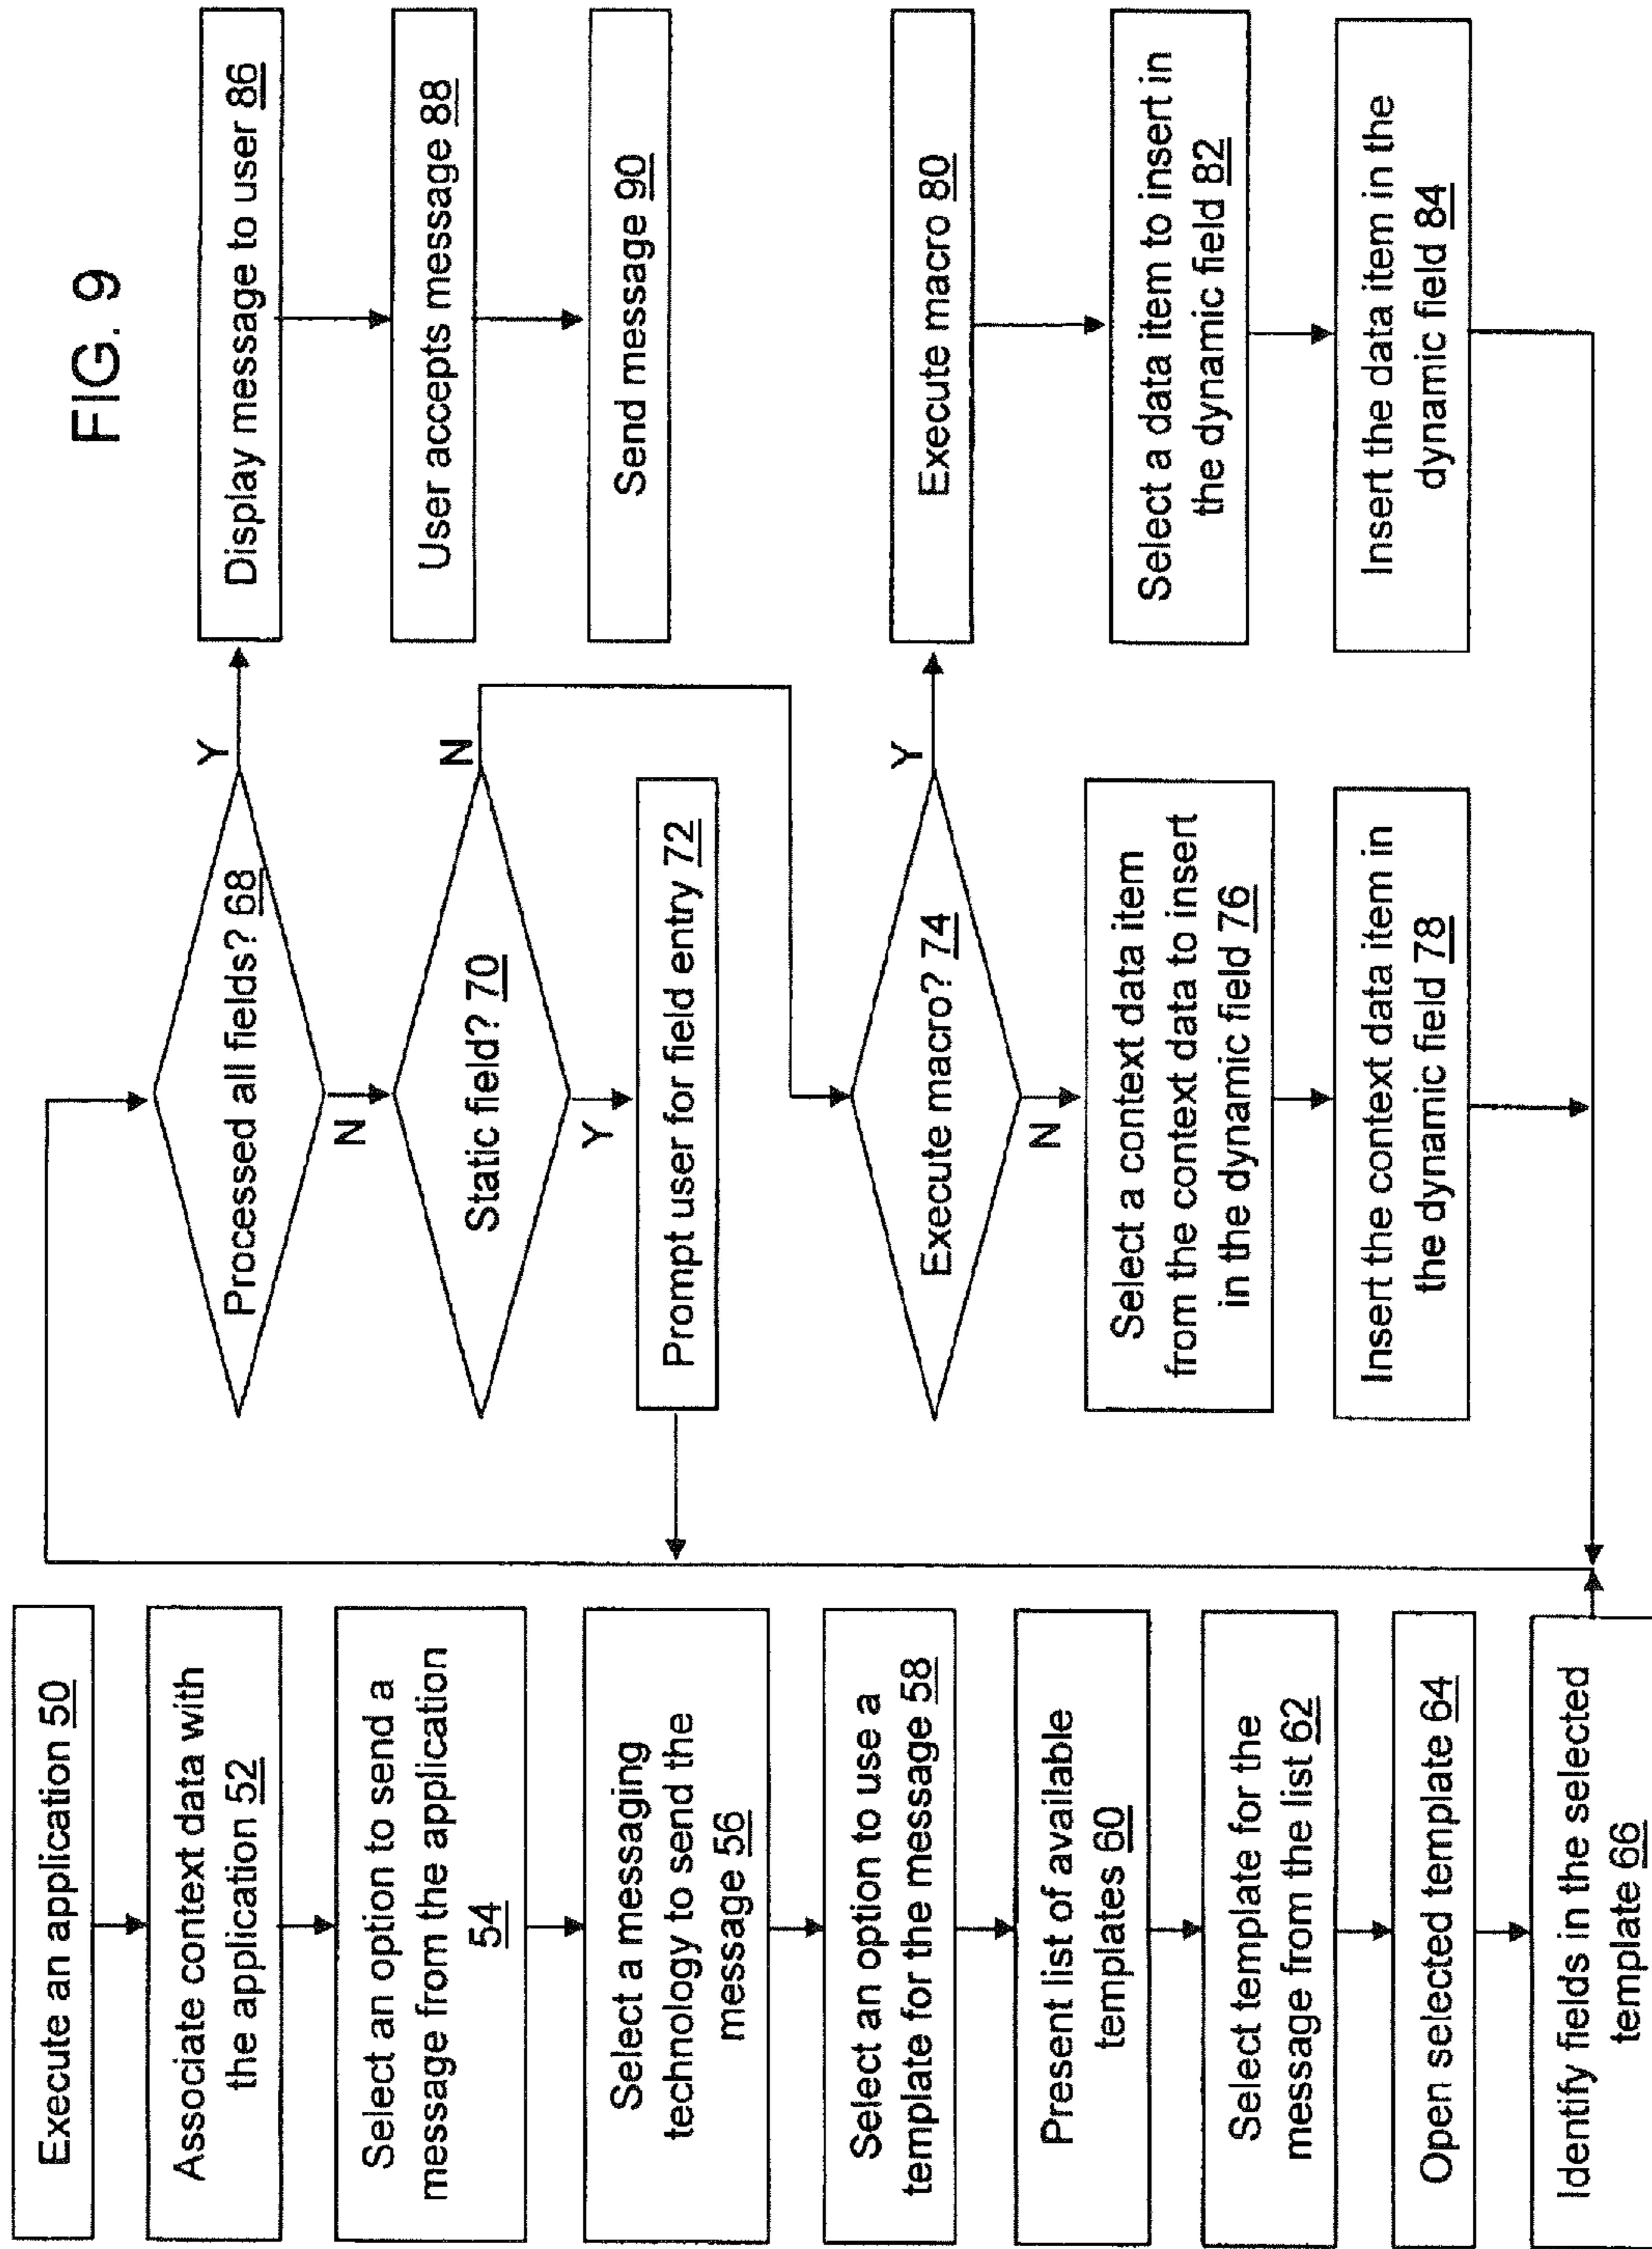 FIG. 9
Execute an application 50
Associate context data with
the application 52
Select an option to send a
message from the application
54
Select a messaging
technology to send the
message 56
Select an option to use a
template for the message 58
Present list of available
templates 60
Select template for the
message from the list 62
Open selected template 64
Identify fields in the selected
template 66
Processed all fields? 68
Y
N
Static field? 70
N
Y
Prompt user for field entry 72
Execute macro? 74
Y
N
Select a context data item
from the context data to insert
in the dynamic field 76
Insert the context data item in
the dynamic field 78
Display message to user 86
User accepts message 88
Send message 90
Execute macro 80
Select a data item to insert in
the dynamic field 82
Insert the data item in the
dynamic field 84